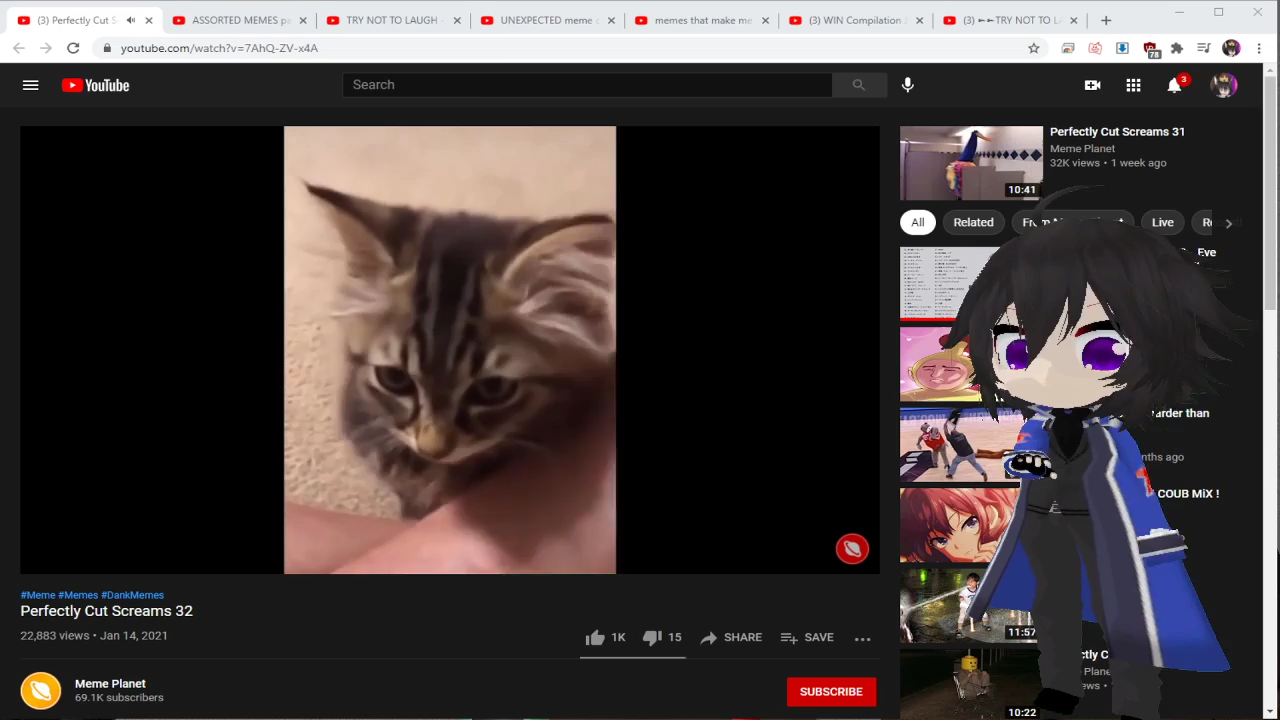 (3) Perfectly Cut S
ASSORTED MEMES
TRY NOT TO LAUGH -
UNEXPECTED meme
memes that make me
(3) WIN Compilation
(3) ►►TRY NOT TO
youtube.com/watch?v=7AhQ-ZV-x4A
78
YouTube
Search
3
Perfectly Cut Screams 31
Meme Planet
32K views • 1 week ago
10:41
All
Related
Live
Eve
arder than
nths ago
COUB MiX !
11:57
10:22
#Meme #Memes #DankMemes
Perfectly Cut Screams 32
22,883 views • Jan 14, 2021
1K
15
SHARE
SAVE
Meme Planet
69.1K subscribers
SUBSCRIBE